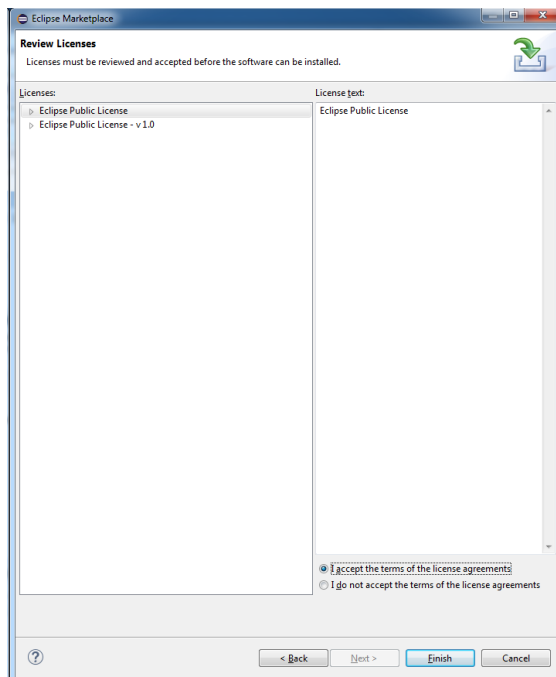 Eclipse Marketplace
Review Licenses
Licenses must be reviewed and accepted before the software can be installed.
Licenses:
Eclipse Public License
Eclipse Public License - v 1.0
License text:
Eclipse Public License
I accept the terms of the license agreements
I do not accept the terms of the license agreements
?
< Back
Next >
Finish
Cancel